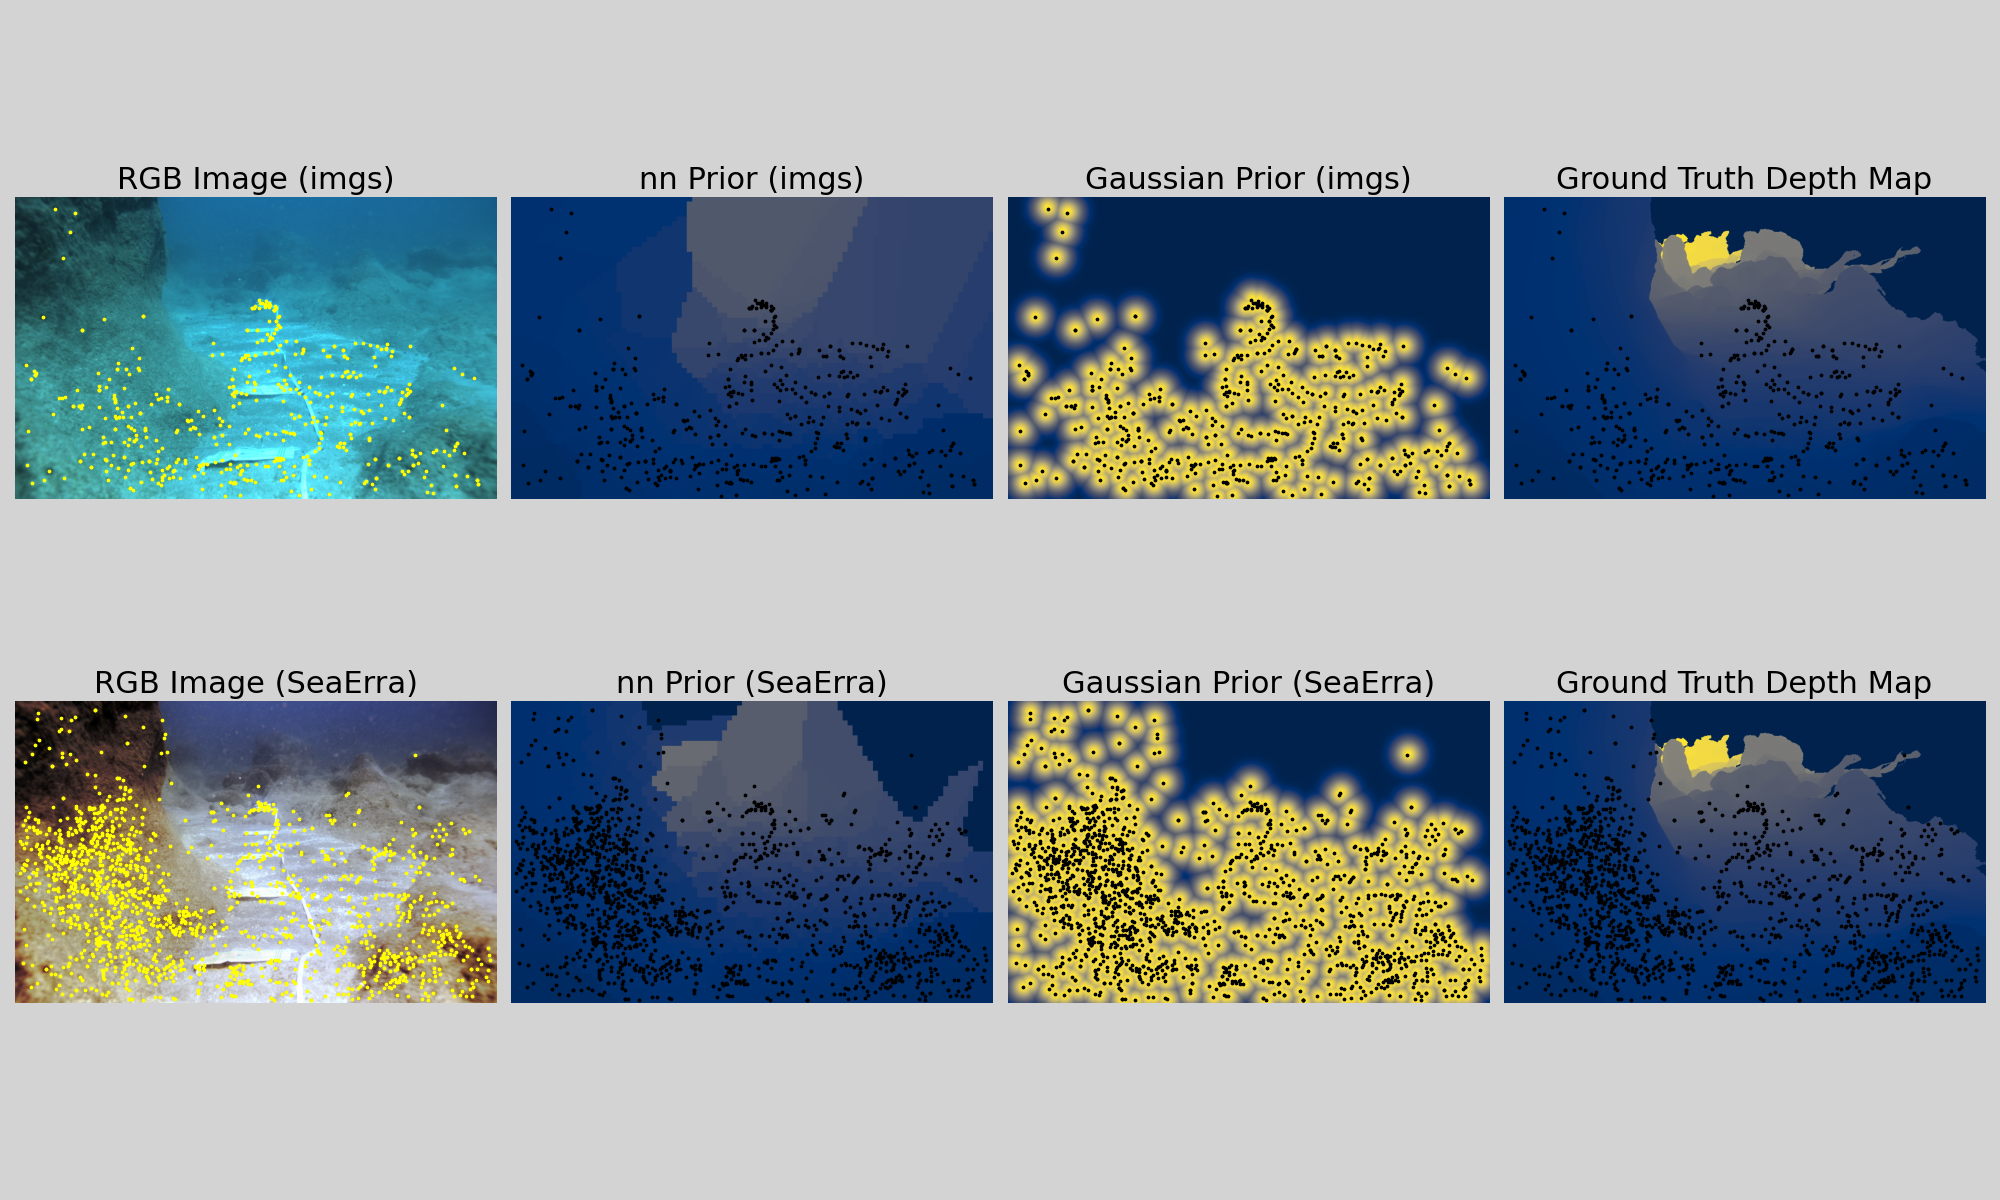 RGB Image (imgs)
nn Prior (imgs)
Gaussian Prior (imgs)
Ground Truth Depth Map
RGB Image (SeaErra)
nn Prior (SeaErra)
Gaussian Prior (SeaErra)
Ground Truth Depth Map